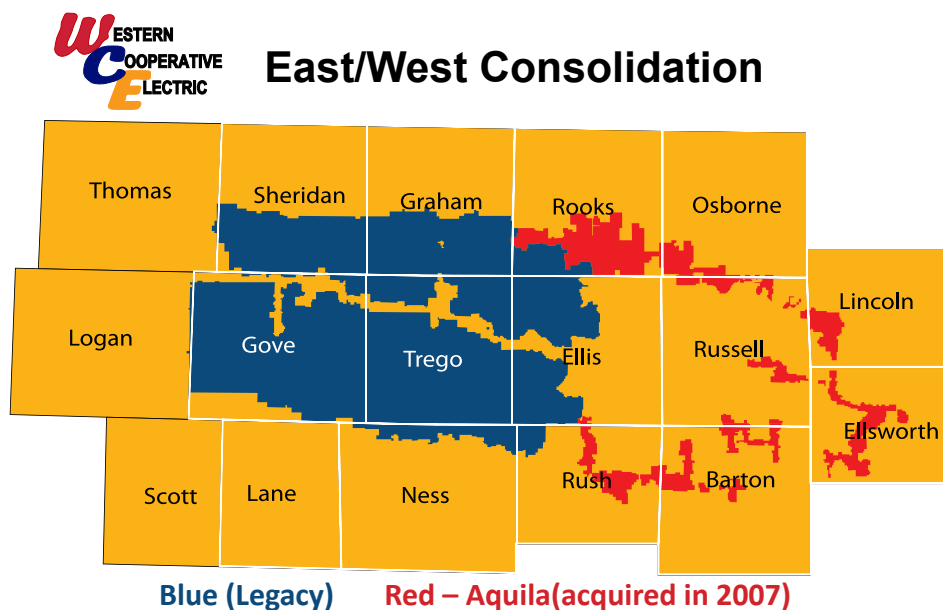 WESTERN
COOPERATIVE
ELECTRIC
East/West Consolidation
Thomas
Sheridan
Graham
Rooks
Osborne
Logan
Gove
Trego
Ellis
Russell
Lincoln
Scott
Lane
Ness
Rush
Barton
Ellsworth
Blue (Legacy)
Red – Aquila(acquired in 2007)